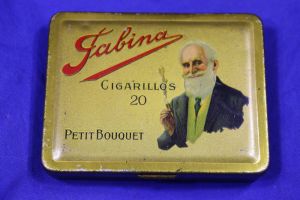 Fabina
CIGARILLOS
20
PETIT BOUQUET